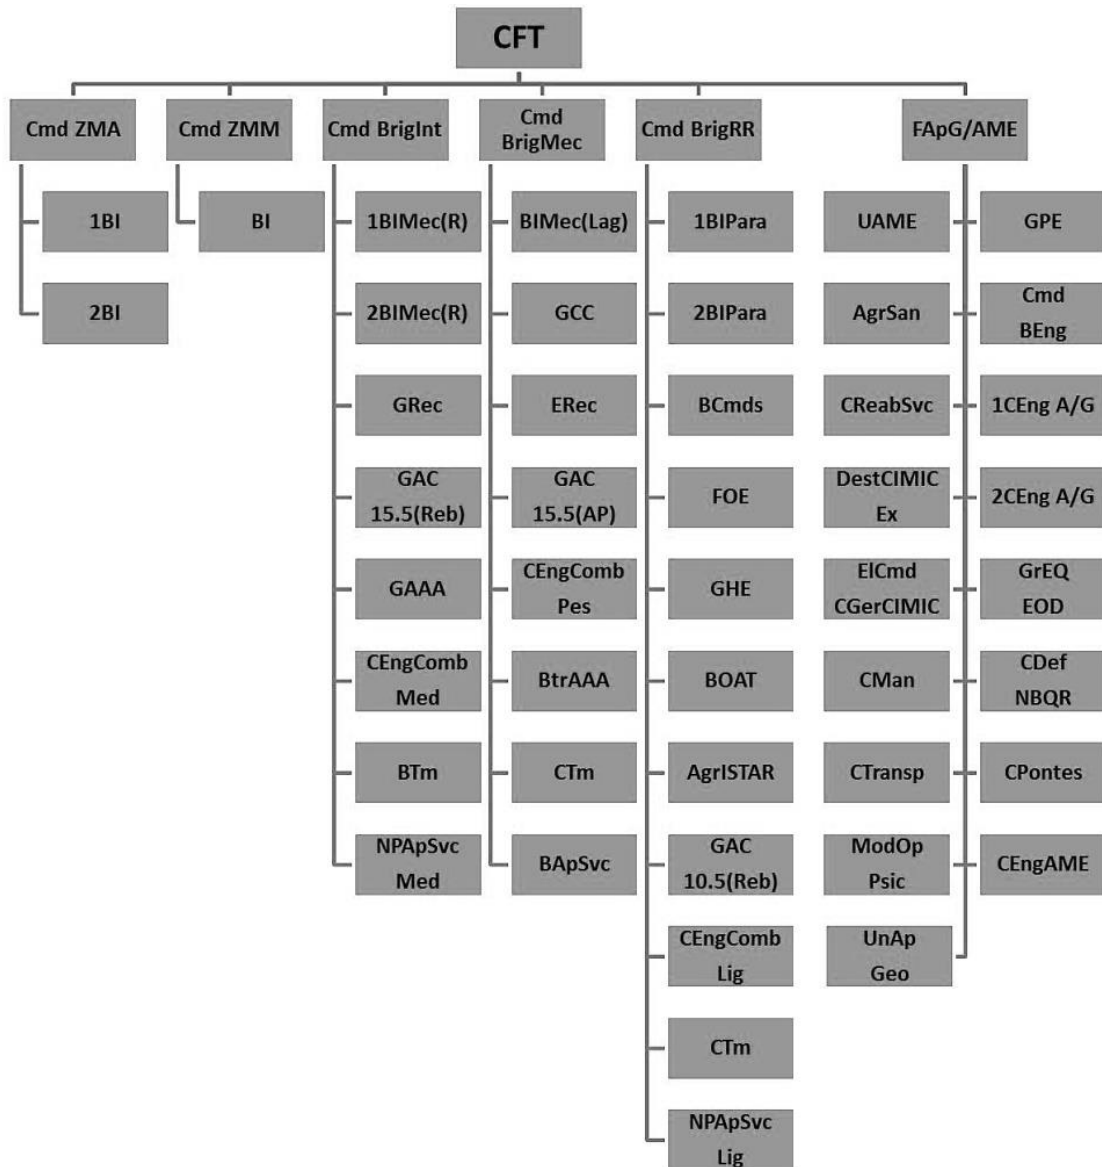 CFT
Cmd ZMA
Cmd ZMM
Cmd BrigInt
Cmd
BrigMec
Cmd BrigRR
FApG/AME
1BI
2BI
BI
1BIMec(R)
2BIMec(R)
GRec
GAC
15.5(Reb)
GAAA
CEngComb
Med
BTm
NPApSvc
Med
BIMec(Lag)
GCC
ERec
GAC
15.5(AP)
CEngComb
Pes
BtrAAA
CTm
BApSvc
1BIPara
2BIPara
BCmds
FOE
GHE
BOAT
AgrISTAR
GAC
10.5(Reb)
CEngComb
Lig
CTm
NPApSvc
Lig
UAME
AgrSan
CReabSvc
DestCIMIC
Ex
ElCmd
CGerCIMIC
CMan
CTransp
ModOp
Psic
UnAp
Geo
GPE
Cmd
BEng
1CEng A/G
2CEng A/G
GrEQ
EOD
CDef
NBQR
CPontes
CEngAME